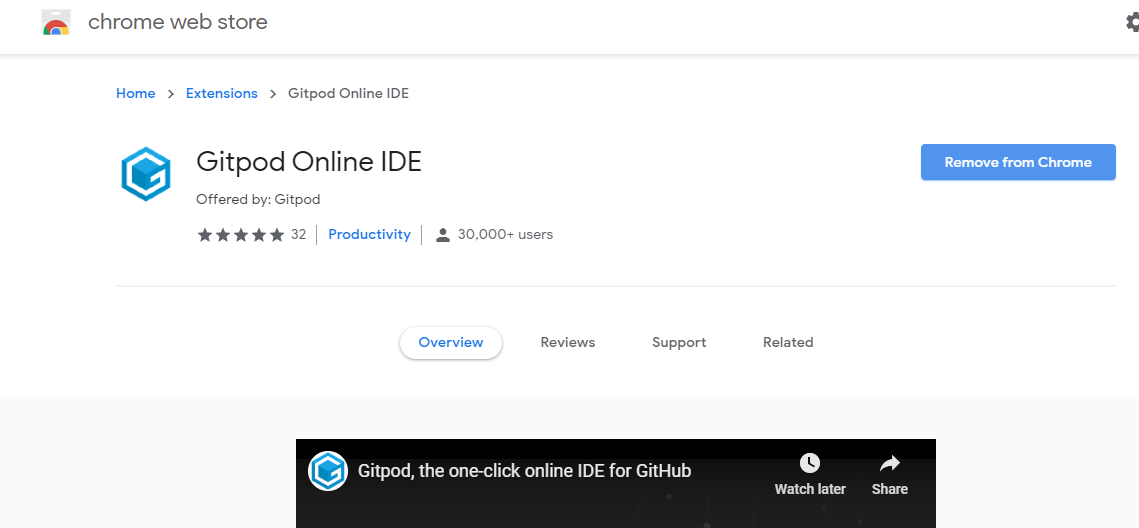 chrome web store
Home > Extensions > Gitpod Online IDE
Gitpod Online IDE
Remove from Chrome
Offered by: Gitpod
32 Productivity 30,000+ users
Overview Reviews Support Related
Gitpod, the one-click online IDE for GitHub
Watch later Share